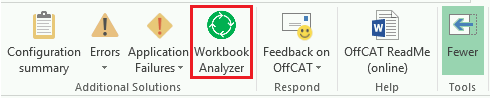 Configuration
summary
Errors
Application
Failures
Workbook
Analyzer
Additional Solutions
Feedback on
OffCAT
Respond
OffCAT ReadMe
(online)
Help
Fewer
Tools